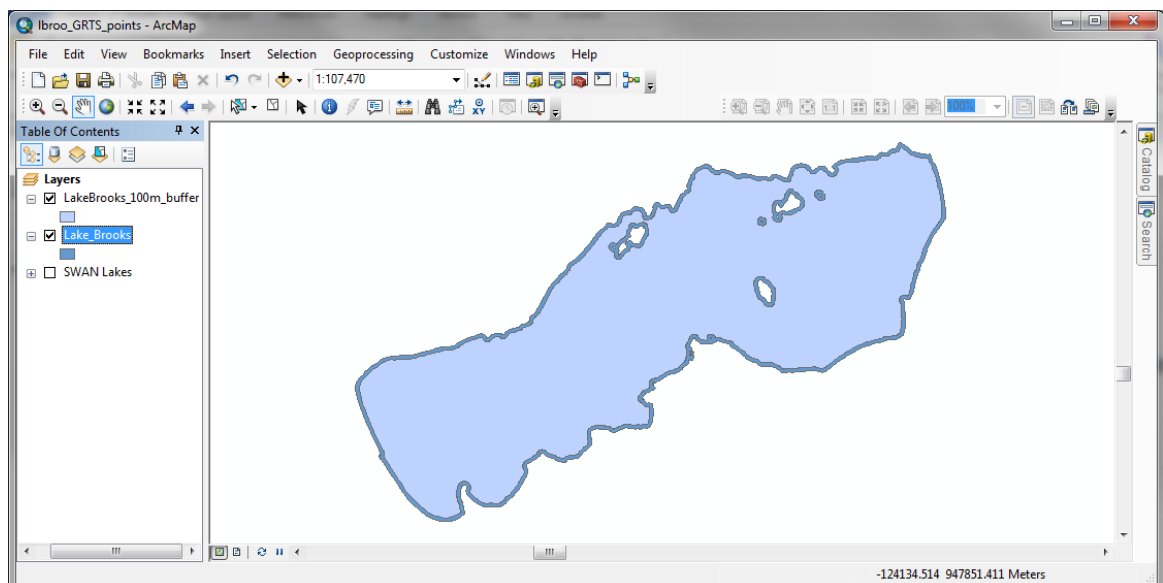 lbroo_GRTS_points - ArcMap
File Edit View Bookmarks Insert Selection Geoprocessing Customize Windows Help
1:107,470
100%
Table Of Contents
Layers
LakeBrooks_100m_buffer
Lake_Brooks
SWAN Lakes
Catalog
Search
-124134.514 947851.411 Meters